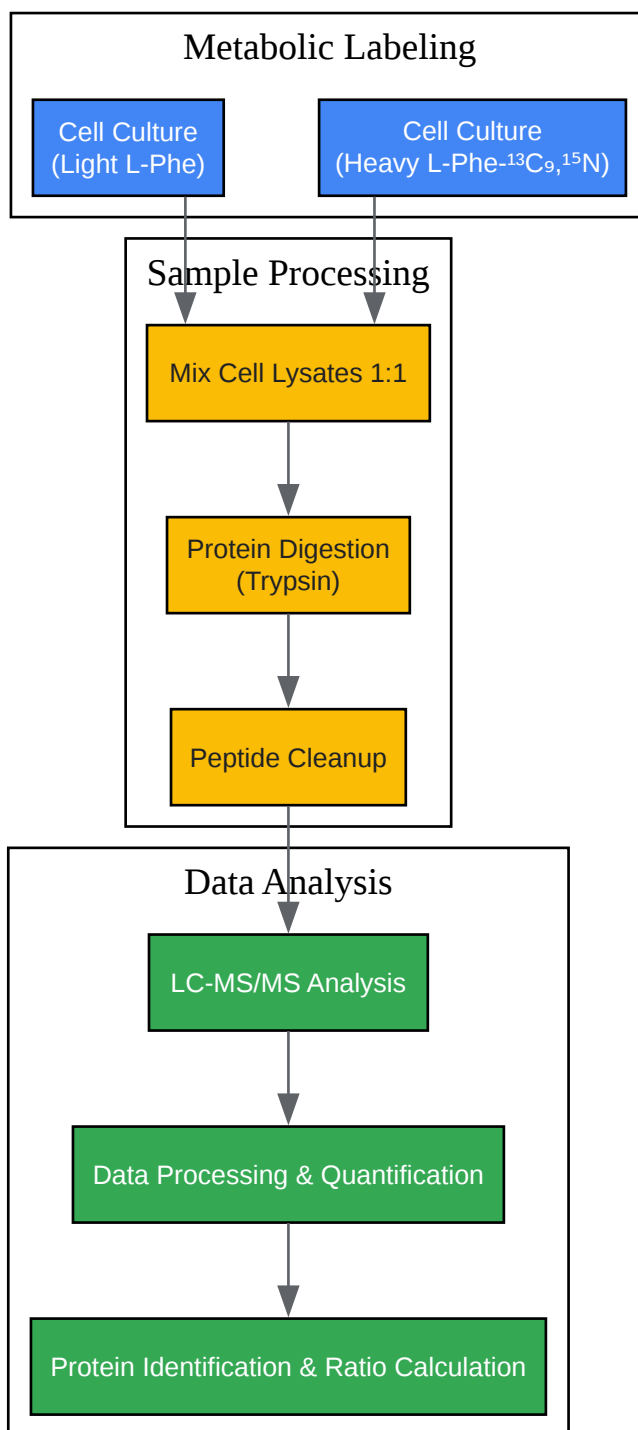 Metabolic Labeling
Cell Culture
(Light L-Phe)
Cell Culture
(Heavy L-Phe-¹³C₉,¹⁵N)
Sample Processing
Mix Cell Lysates 1:1
Protein Digestion
(Trypsin)
Peptide Cleanup
Data Analysis
LC-MS/MS Analysis
Data Processing & Quantification
Protein Identification & Ratio Calculation